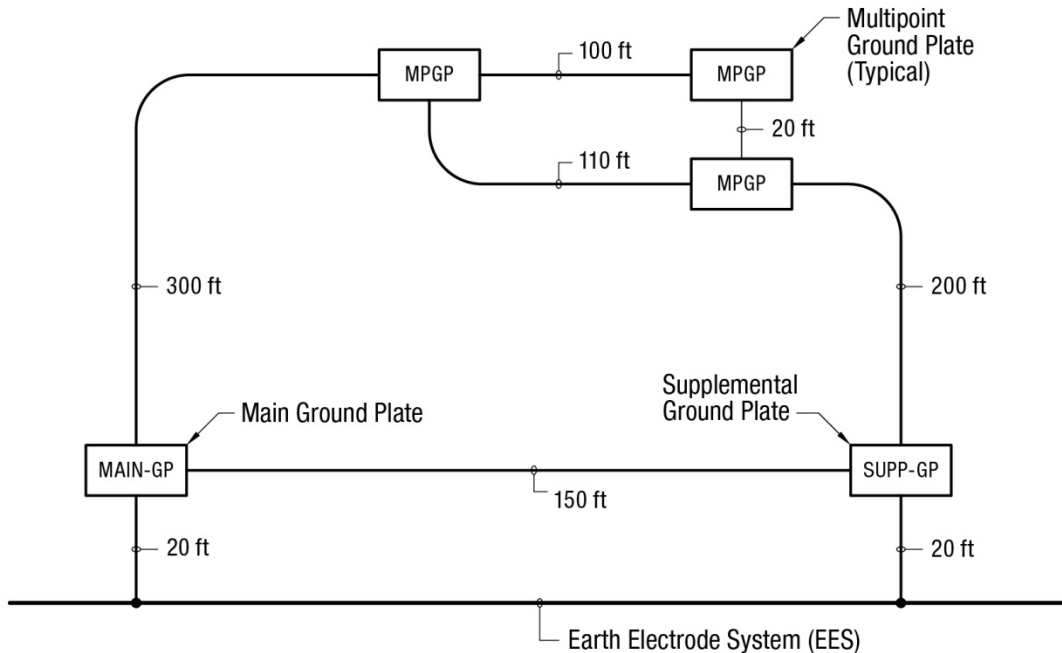 Multipoint
Ground Plate
(Typical)
MPGP
100 ft
MPGP
20 ft
110 ft
MPGP
300 ft
200 ft
Main Ground Plate
Supplemental
Ground Plate
MAIN-GP
150 ft
SUPP-GP
20 ft
20 ft
Earth Electrode System (EES)